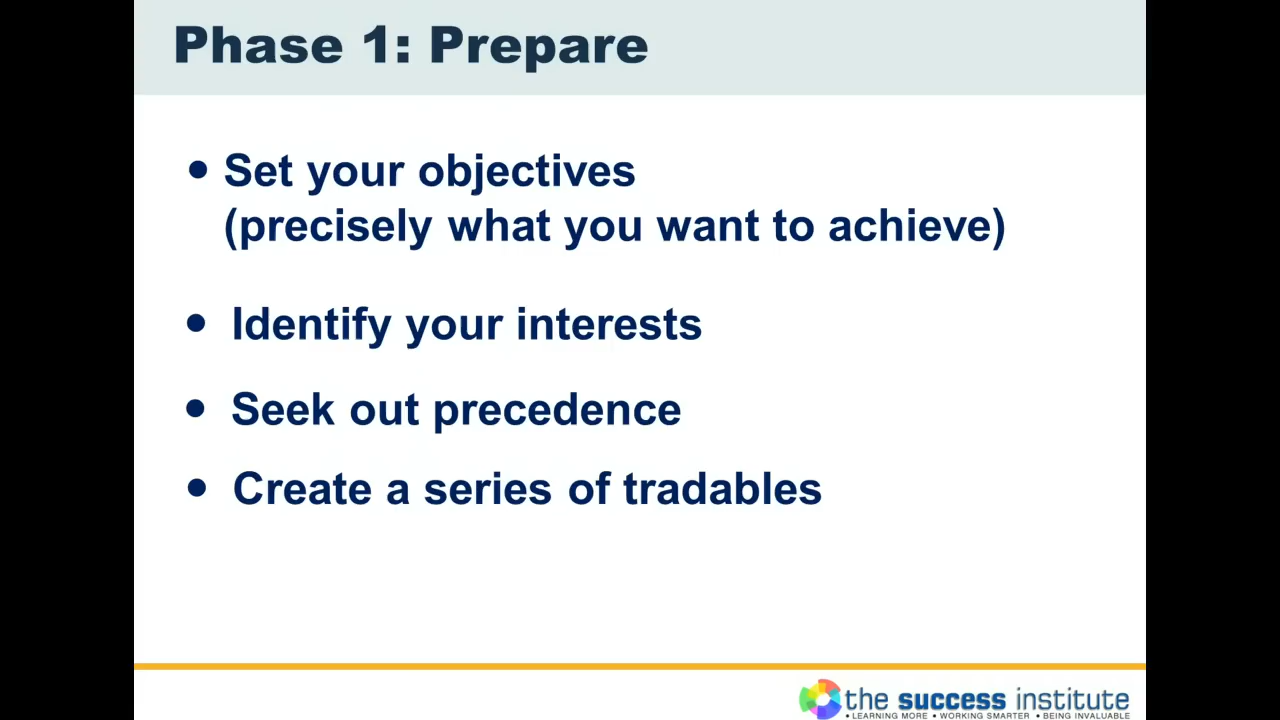 Phase 1: Prepare
• Set your objectives
(precisely what you want to achieve)
• Identify your interests
• Seek out precedence
• Create a series of tradables
the success institute
• LEARNING MORE • WORKING SMARTER • BEING INVALUABLE